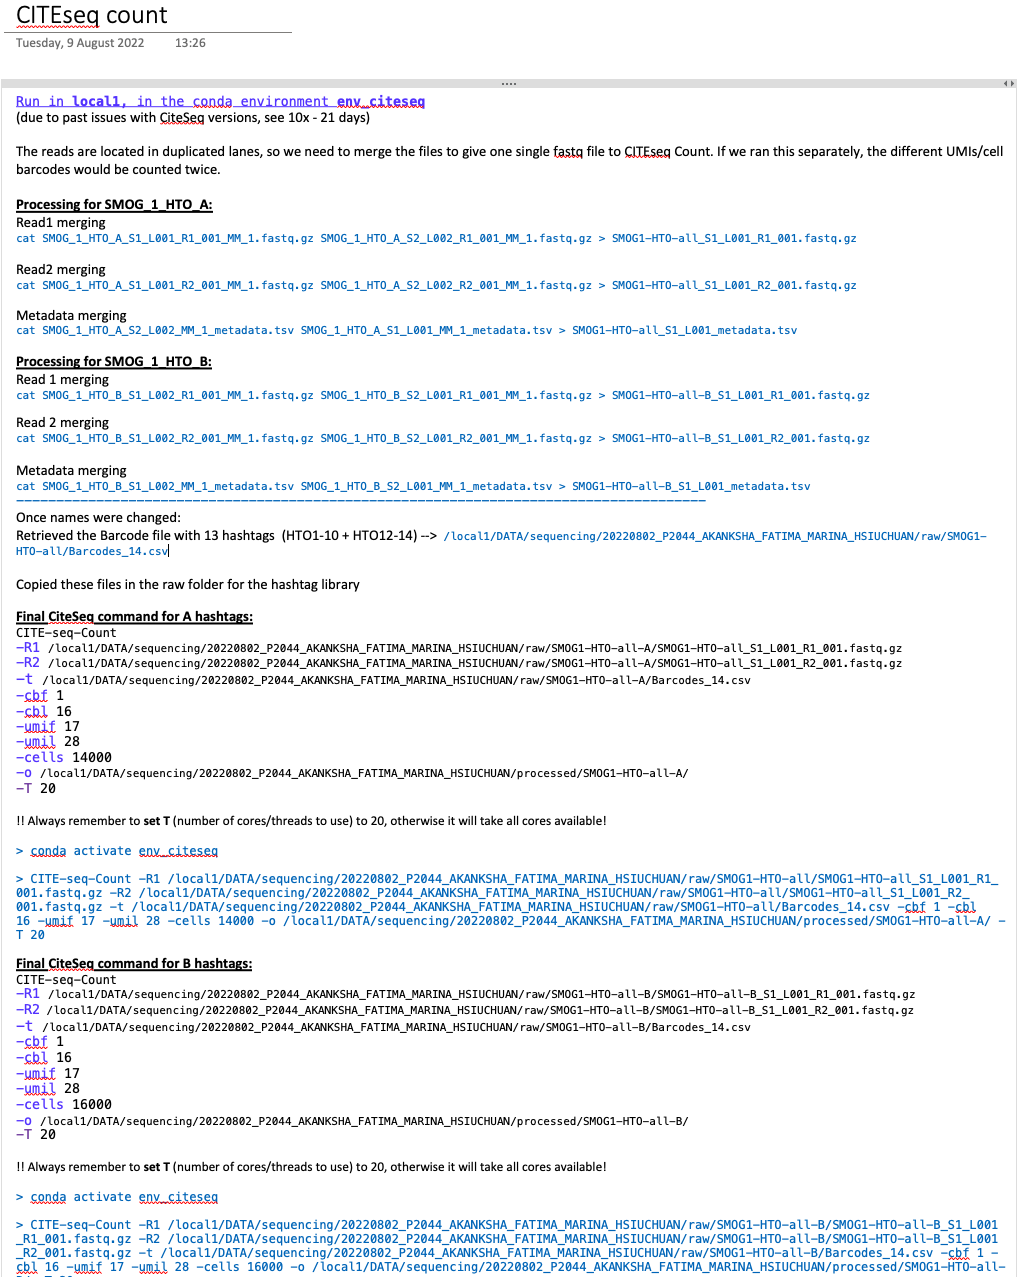 CITEseq count
Tuesday, 9 August 2022 13:26
Run in local1, in the conda environment env_citeseq
(due to past issues with CiteSeq versions, see 10x - 21 days)
The reads are located in duplicated lanes, so we need to merge the files to give one single fastq file to CITEseq Count. If we ran this separately, the different UMIs/cell
barcodes would be counted twice.
Processing for SMOG_1_HTO_A:
Read1 merging
cat SMOG_1_HTO_A_S1_L001_R1_001_MM_1.fastq.gz SMOG_1_HTO_A_S2_L002_R1_001_MM_1.fastq.gz > SMOG1-HTO-all_S1_L001_R1_001.fastq.gz
Read2 merging
cat SMOG_1_HTO_A_S1_L001_R2_001_MM_1.fastq.gz SMOG_1_HTO_A_S2_L002_R2_001_MM_1.fastq.gz > SMOG1-HTO-all_S1_L001_R2_001.fastq.gz
Metadata merging
cat SMOG_1_HTO_A_S2_L002_MM_1_metadata.tsv SMOG_1_HTO_A_S1_L001_MM_1_metadata.tsv > SMOG1-HTO-all_S1_L001_metadata.tsv
Processing for SMOG_1_HTO_B:
Read 1 merging
cat SMOG_1_HTO_B_S1_L002_R1_001_MM_1.fastq.gz SMOG_1_HTO_B_S2_L001_R1_001_MM_1.fastq.gz > SMOG1-HTO-all-B_S1_L001_R1_001.fastq.gz
Read 2 merging
cat SMOG_1_HTO_B_S1_L002_R2_001_MM_1.fastq.gz SMOG_1_HTO_B_S2_L001_R2_001_MM_1.fastq.gz > SMOG1-HTO-all-B_S1_L001_R2_001.fastq.gz
Metadata merging
cat SMOG_1_HTO_B_S1_L002_MM_1_metadata.tsv SMOG_1_HTO_B_S2_L001_MM_1_metadata.tsv > SMOG1-HTO-all-B_S1_L001_metadata.tsv
Once names were changed:
Retrieved the Barcode file with 13 hashtags (HTO1-10 + HTO12-14) --> /local1/DATA/sequencing/20220802_P2044_AKANKSHA_FATIMA_MARINA_HSIUCHUAN/raw/SMOG1-
HTO-all/Barcodes_14.csv
Copied these files in the raw folder for the hashtag library
Final CiteSeq command for A hashtags:
CITE-seq-Count
-R1 /local1/DATA/sequencing/20220802_P2044_AKANKSHA_FATIMA_MARINA_HSIUCHUAN/raw/SMOG1-HTO-all-A/SMOG1-HTO-all_S1_L001_R1_001.fastq.gz
-R2 /local1/DATA/sequencing/20220802_P2044_AKANKSHA_FATIMA_MARINA_HSIUCHUAN/raw/SMOG1-HTO-all-A/SMOG1-HTO-all_S1_L001_R2_001.fastq.gz
-t /local1/DATA/sequencing/20220802_P2044_AKANKSHA_FATIMA_MARINA_HSIUCHUAN/raw/SMOG1-HTO-all-A/Barcodes_14.csv
-cbf 1
-cbl 16
-umif 17
-umil 28
-cells 14000
-o /local1/DATA/sequencing/20220802_P2044_AKANKSHA_FATIMA_MARINA_HSIUCHUAN/processed/SMOG1-HTO-all-A/
-T 20
!! Always remember to set T (number of cores/threads to use) to 20, otherwise it will take all cores available!
> conda activate env_citeseq
> CITE-seq-Count -R1 /local1/DATA/sequencing/20220802_P2044_AKANKSHA_FATIMA_MARINA_HSIUCHUAN/raw/SMOG1-HTO-all/SMOG1-HTO-all_S1_L001_R1_
001.fastq.gz -R2 /local1/DATA/sequencing/20220802_P2044_AKANKSHA_FATIMA_MARINA_HSIUCHUAN/raw/SMOG1-HTO-all/SMOG1-HTO-all_S1_L001_R2_
001.fastq.gz -t /local1/DATA/sequencing/20220802_P2044_AKANKSHA_FATIMA_MARINA_HSIUCHUAN/raw/SMOG1-HTO-all/Barcodes_14.csv -cbf 1 -cbl
16 -umif 17 -umil 28 -cells 14000 -o /local1/DATA/sequencing/20220802_P2044_AKANKSHA_FATIMA_MARINA_HSIUCHUAN/processed/SMOG1-HTO-all-A/ -
T 20
Final CiteSeq command for B hashtags:
CITE-seq-Count
-R1 /local1/DATA/sequencing/20220802_P2044_AKANKSHA_FATIMA_MARINA_HSIUCHUAN/raw/SMOG1-HTO-all-B/SMOG1-HTO-all-B_S1_L001_R1_001.fastq.gz
-R2 /local1/DATA/sequencing/20220802_P2044_AKANKSHA_FATIMA_MARINA_HSIUCHUAN/raw/SMOG1-HTO-all-B/SMOG1-HTO-all-B_S1_L001_R2_001.fastq.gz
-t /local1/DATA/sequencing/20220802_P2044_AKANKSHA_FATIMA_MARINA_HSIUCHUAN/raw/SMOG1-HTO-all-B/Barcodes_14.csv
-cbf 1
-cbl 16
-umif 17
-umil 28
-cells 16000
-o /local1/DATA/sequencing/20220802_P2044_AKANKSHA_FATIMA_MARINA_HSIUCHUAN/processed/SMOG1-HTO-all-B/
-T 20
!! Always remember to set T (number of cores/threads to use) to 20, otherwise it will take all cores available!
> conda activate env_citeseq
> CITE-seq-Count -R1 /local1/DATA/sequencing/20220802_P2044_AKANKSHA_FATIMA_MARINA_HSIUCHUAN/raw/SMOG1-HTO-all-B/SMOG1-HTO-all-B_S1_L001
_R1_001.fastq.gz -R2 /local1/DATA/sequencing/20220802_P2044_AKANKSHA_FATIMA_MARINA_HSIUCHUAN/raw/SMOG1-HTO-all-B/SMOG1-HTO-all-B_S1_L001
_R2_001.fastq.gz -t /local1/DATA/sequencing/20220802_P2044_AKANKSHA_FATIMA_MARINA_HSIUCHUAN/raw/SMOG1-HTO-all-B/Barcodes_14.csv -cbf 1 -
cbl 16 -umif 17 -umil 28 -cells 16000 -o /local1/DATA/sequencing/20220802_P2044_AKANKSHA_FATIMA_MARINA_HSIUCHUAN/processed/SMOG1-HTO-all-